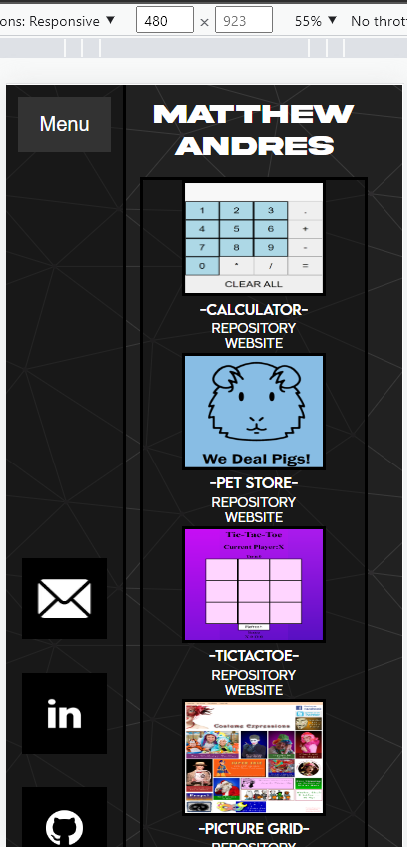 ons: Responsive ▼ 480 × 923 55% ▼ No thrott
Menu
MATTHEW
ANDRES
1 2 3 .
4 5 6 +
7 8 9 -
0 * / =
CLEAR ALL
-CALCULATOR-
REPOSITORY
WEBSITE
We Deal Pigs!
-PET STORE-
REPOSITORY
WEBSITE
Tic-Tac-Toe
Current Player:X
-TICTACTOE-
REPOSITORY
WEBSITE
Costume Expressions
-PICTURE GRID-
REPOSITORY
in